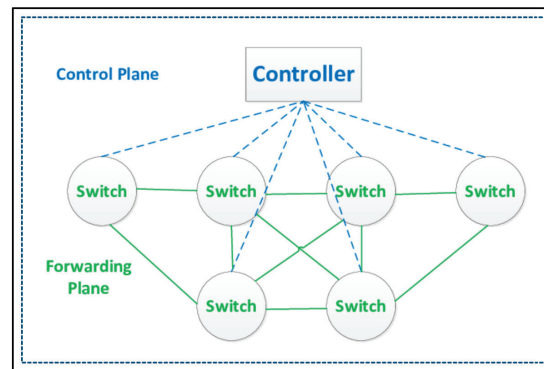 Control Plane
Controller
Switch
Switch
Switch
Switch
Forwarding
Plane
Switch
Switch